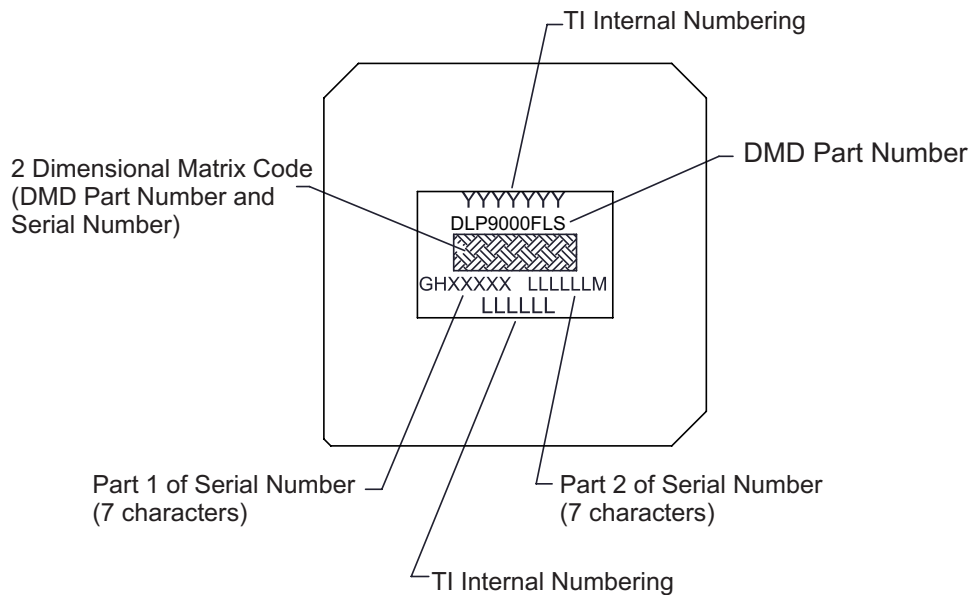 TI Internal Numbering
2 Dimensional Matrix Code
(DMD Part Number and
Serial Number)
DMD Part Number
YYYYYYY
DLP9000FLS
GHXXXXX LLLLLLM
LLLLLL
Part 1 of Serial Number
(7 characters)
Part 2 of Serial Number
(7 characters)
TI Internal Numbering